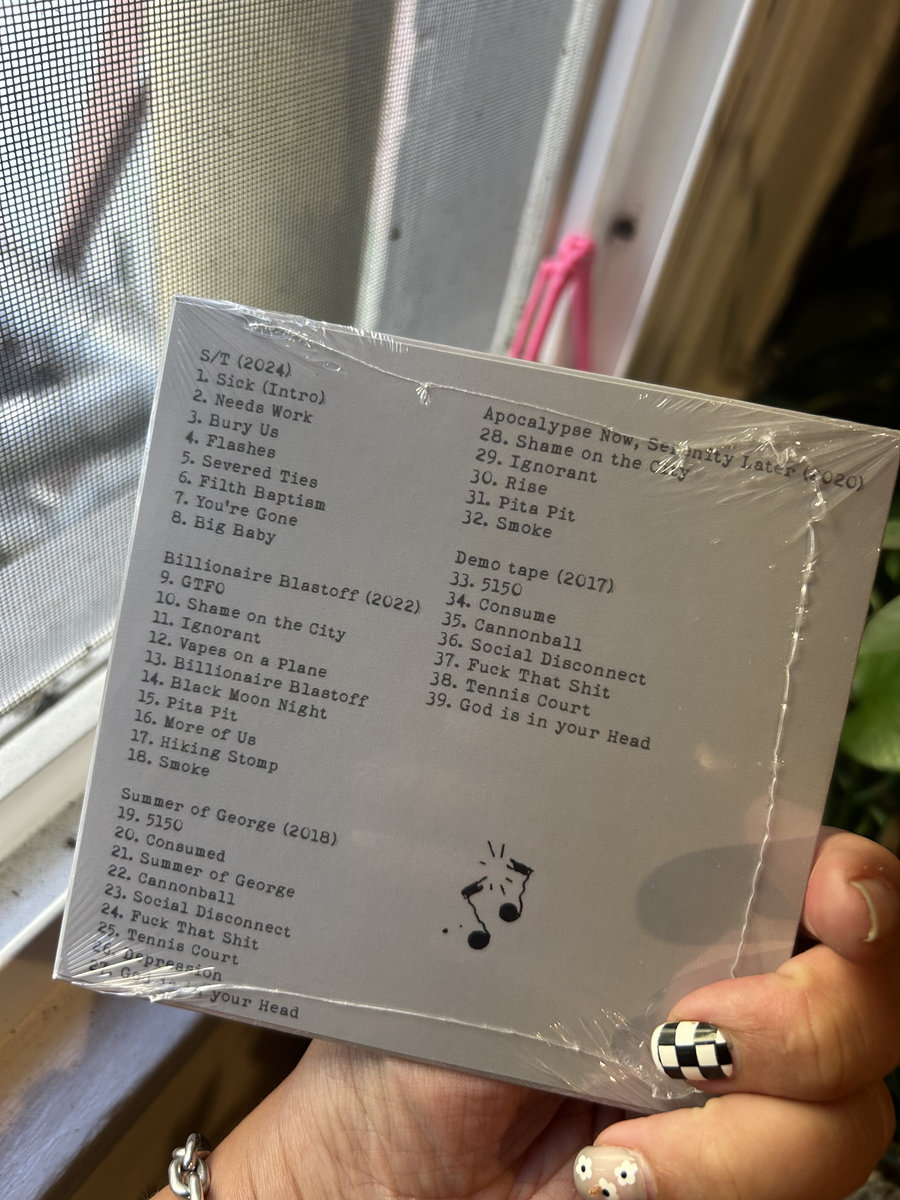 S/T (2024)
1. Sick (Intro)
2. Needs Work
3. Bury Us
4. Flashes
5. Severed Ties
6. Filth Baptism
7. You're Gone
8. Big Baby
Billionaire Blastoff (2022)
9. GTFO
10. Shame on the City
11. Ignorant
12. Vapes on a Plane
13. Billionaire Blastoff
14. Black Moon Night
15. Pita Pit
16. More of Us
17. Hiking Stomp
18. Smoke
Summer of George (2018)
19. 5150
20. Consumed
21. Summer of George
22. Cannonball
23. Social Disconnect
24. Fuck That Shit
25. Tennis Court
26. Depression
27. God is in your Head
Apocalypse Now, Serenity Later (2020)
28. Shame on the City
29. Ignorant
30. Rise
31. Pita Pit
32. Smoke
Demo tape (2017)
33. 5150
34. Consume
35. Cannonball
36. Social Disconnect
37. Fuck That Shit
38. Tennis Court
39. God is in your Head